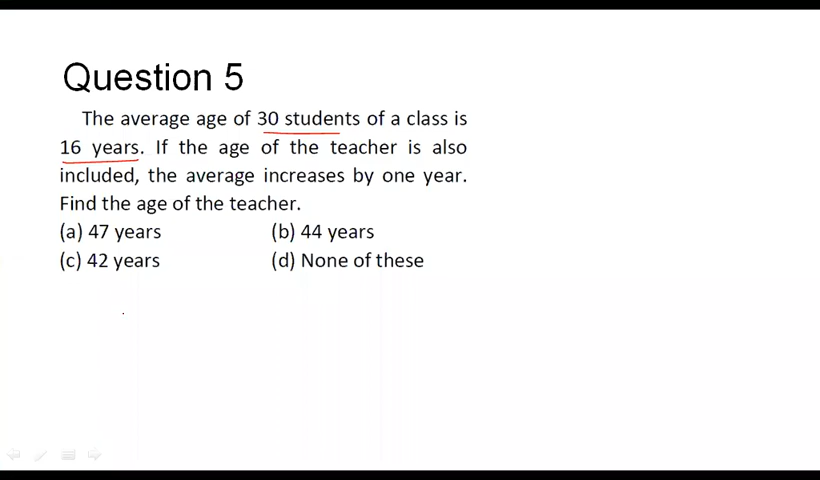 Question 5
The average age of 30 students of a class is
16 years. If the age of the teacher is also
included, the average increases by one year.
Find the age of the teacher.
(a) 47 years (b) 44 years
(c) 42 years (d) None of these